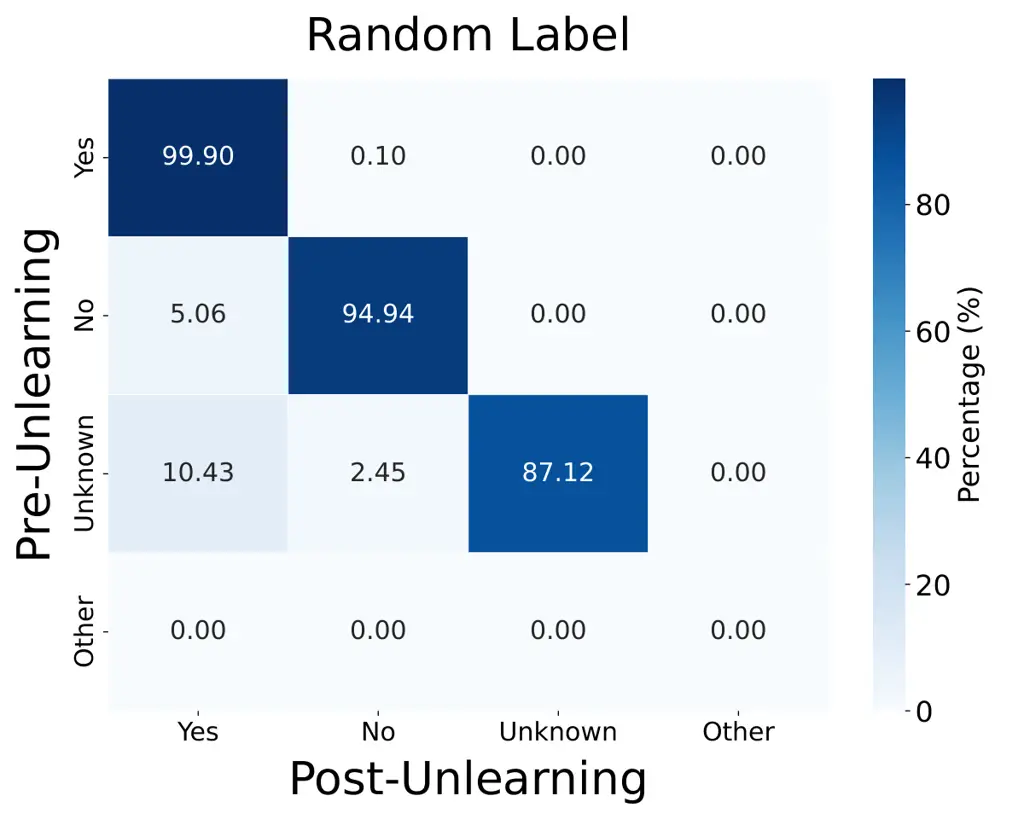 Random Label
Pre-Unlearning
Yes
99.90 0.10 0.00 0.00
No
5.06 94.94 0.00 0.00
Unknown
10.43 2.45 87.12 0.00
Other
0.00 0.00 0.00 0.00
Yes No Unknown Other
Post-Unlearning
80
60
40
20
0
Percentage (%)